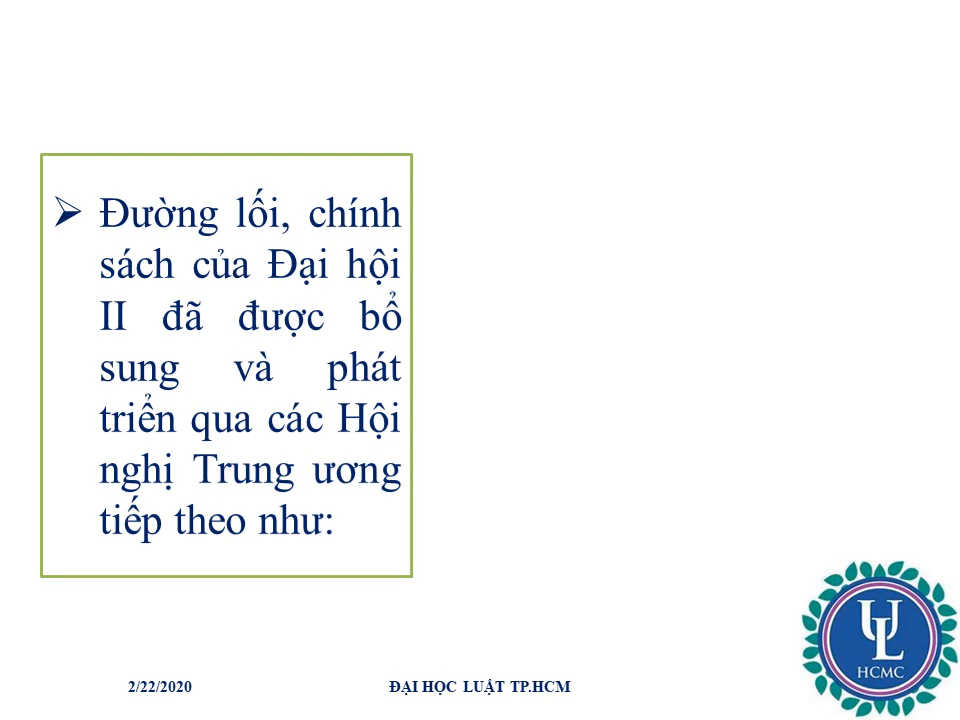 Đường lối, chính
sách của Đại hội
II đã được bổ
sung và phát
triển qua các Hội
nghị Trung ương
tiếp theo như:
2/22/2020
ĐẠI HỌC LUẬT TP.HCM
UL
HCMC